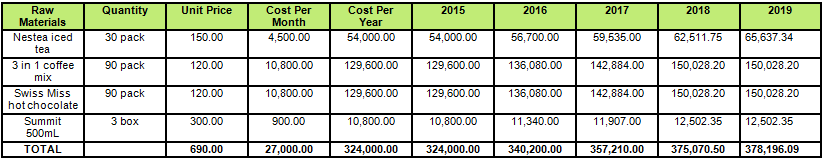 Raw Materials Quantity Unit Price Cost Per Month Cost Per Year 2015 2016 2017 2018 2019
Nestea iced tea 30 pack 150.00 4,500.00 54,000.00 54,000.00 56,700.00 59,535.00 62,511.75 65,637.34
3 in 1 coffee mix 90 pack 120.00 10,800.00 129,600.00 129,600.00 136,080.00 142,884.00 150,028.20 150,028.20
Swiss Miss hot chocolate 90 pack 120.00 10,800.00 129,600.00 129,600.00 136,080.00 142,884.00 150,028.20 150,028.20
Summit 500mL 3 box 300.00 900.00 10,800.00 10,800.00 11,340.00 11,907.00 12,502.35 12,502.35
TOTAL 690.00 27,000.00 324,000.00 324,000.00 340,200.00 357,210.00 375,070.50 378,196.09